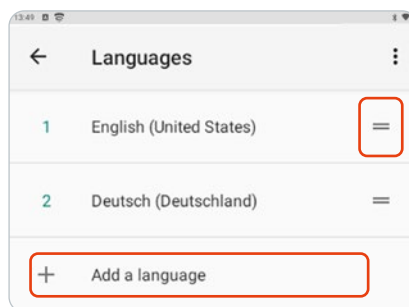 13:49
Languages
1 English (United States)
2 Deutsch (Deutschland)
Add a language